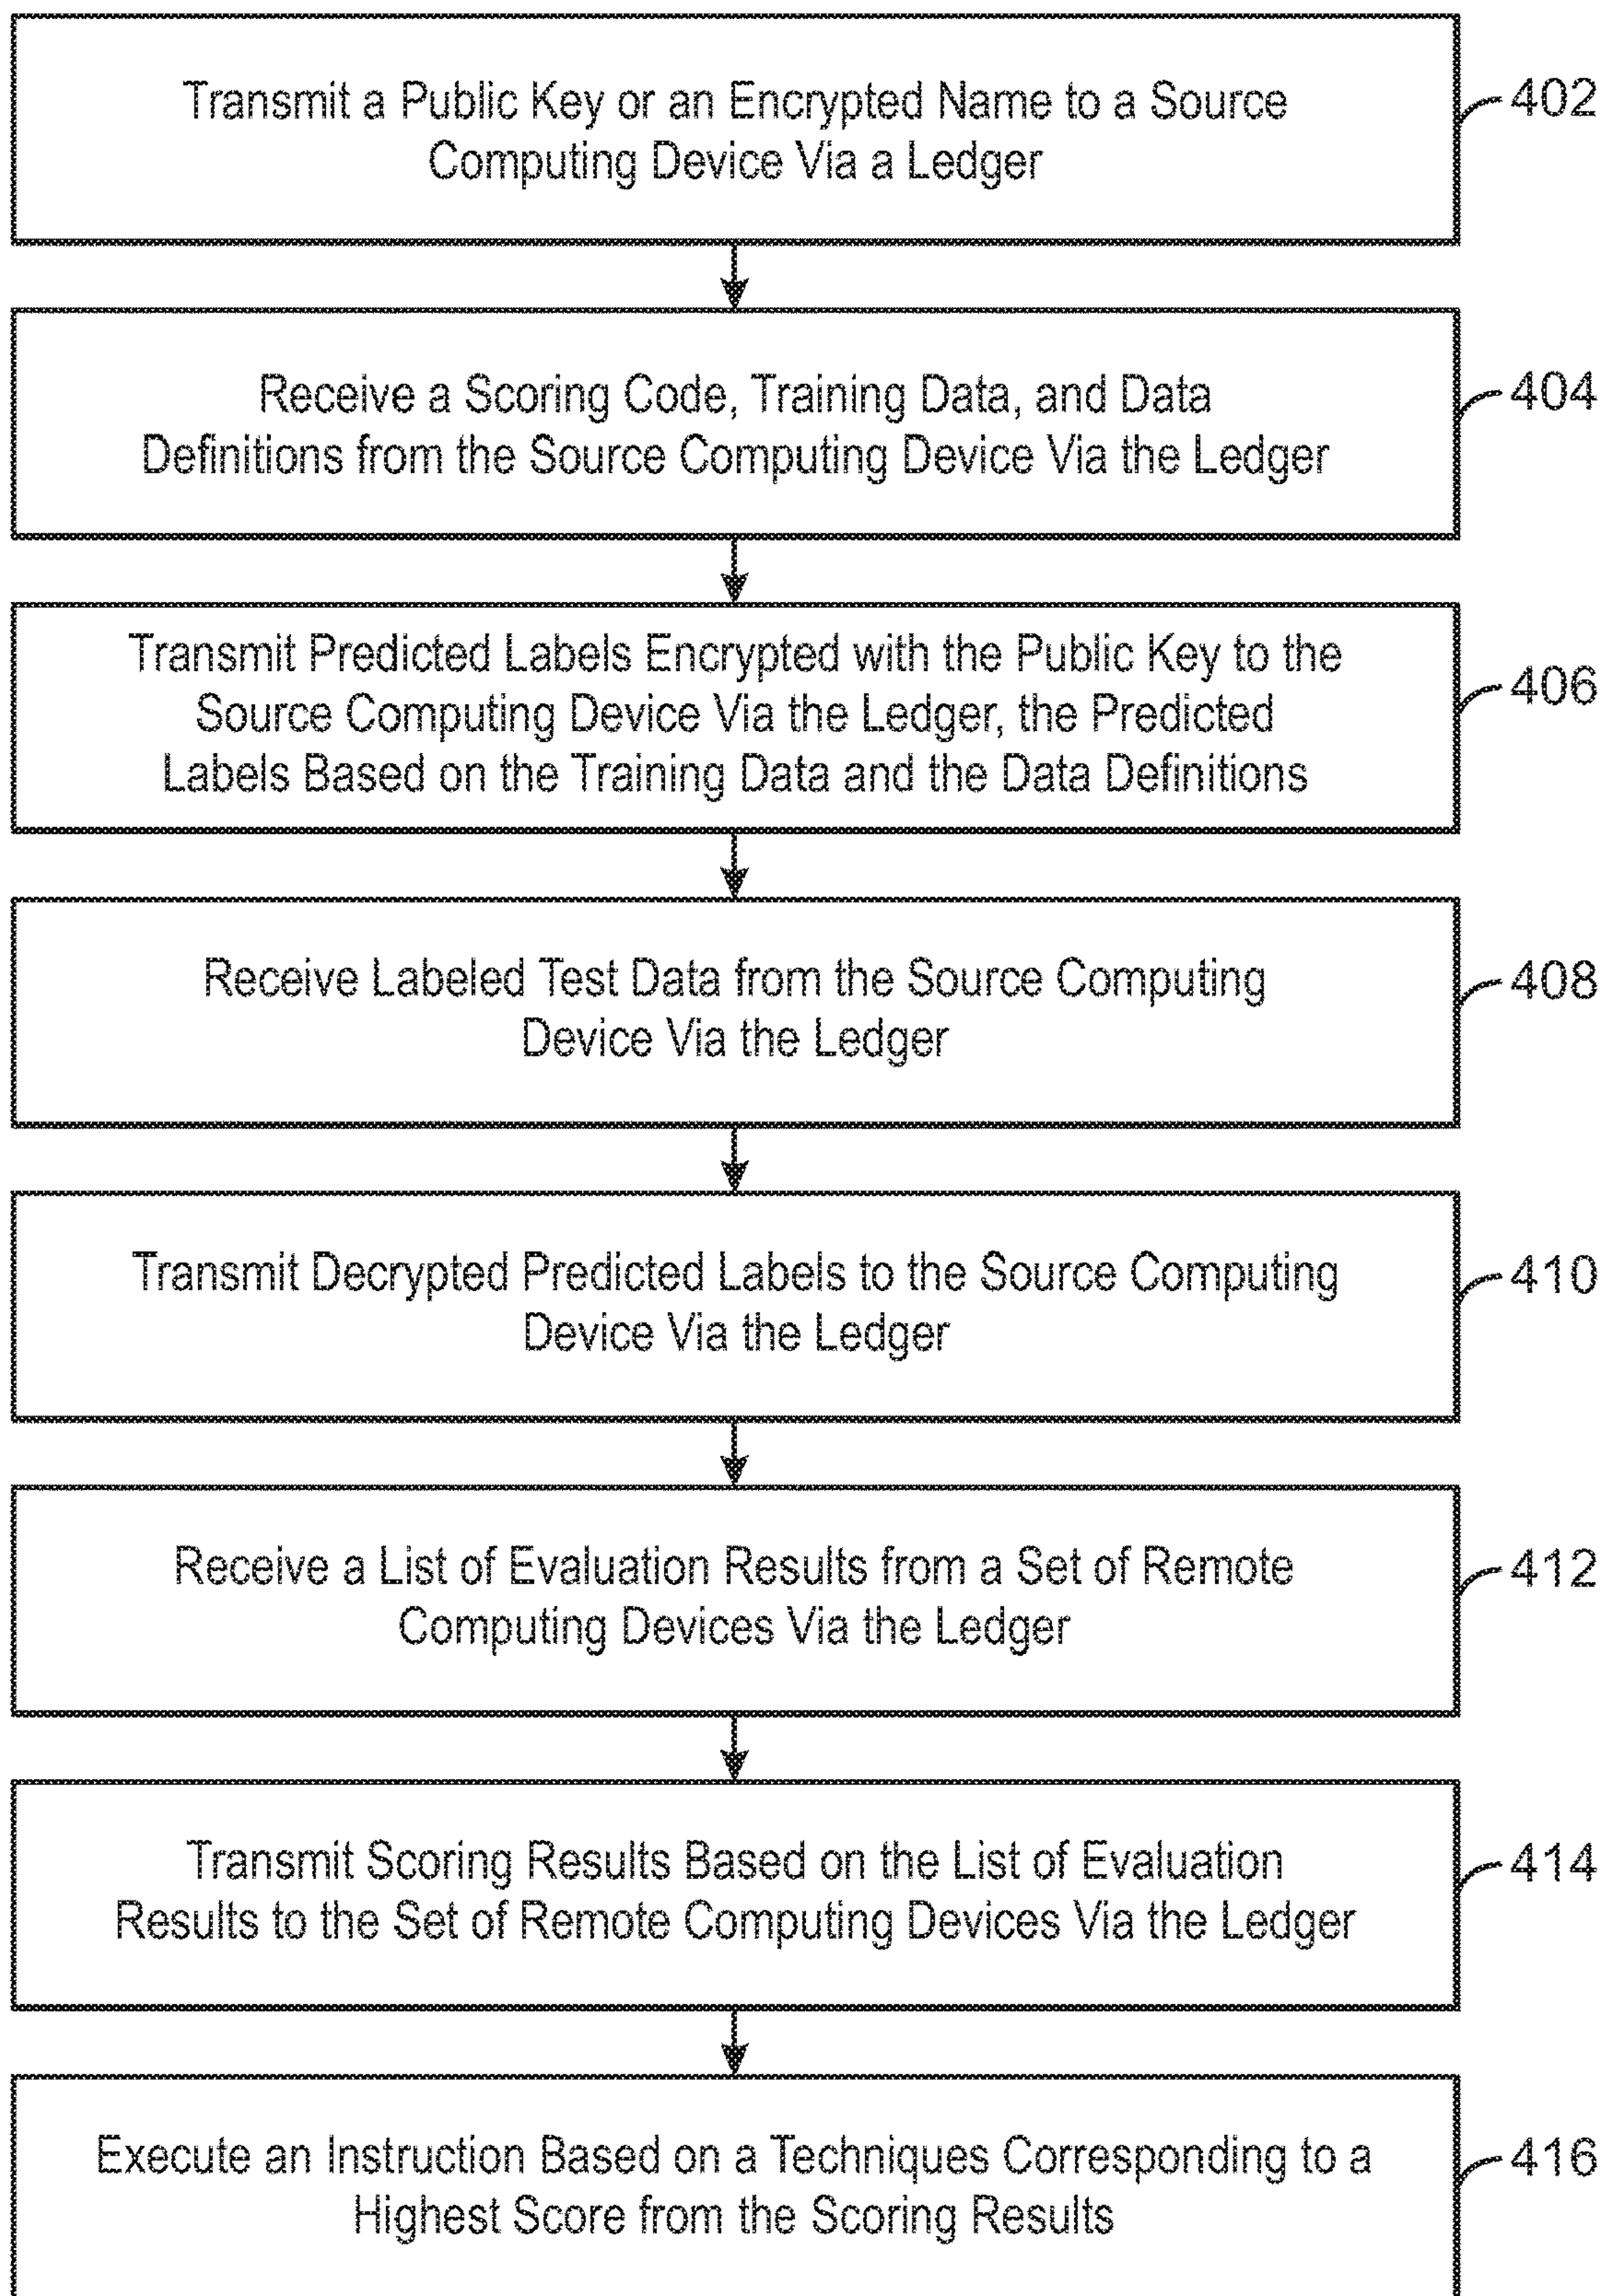 Transmit a Public Key or an Encrypted Name to a Source
Computing Device Via a Ledger
402
Receive a Scoring Code, Training Data, and Data
Definitions from the Source Computing Device Via the Ledger
404
Transmit Predicted Labels Encrypted with the Public Key to the
Source Computing Device Via the Ledger, the Predicted
Labels Based on the Training Data and the Data Definitions
406
Receive Labeled Test Data from the Source Computing
Device Via the Ledger
408
Transmit Decrypted Predicted Labels to the Source Computing
Device Via the Ledger
410
Receive a List of Evaluation Results from a Set of Remote
Computing Devices Via the Ledger
412
Transmit Scoring Results Based on the List of Evaluation
Results to the Set of Remote Computing Devices Via the Ledger
414
Execute an Instruction Based on a Techniques Corresponding to a
Highest Score from the Scoring Results
416